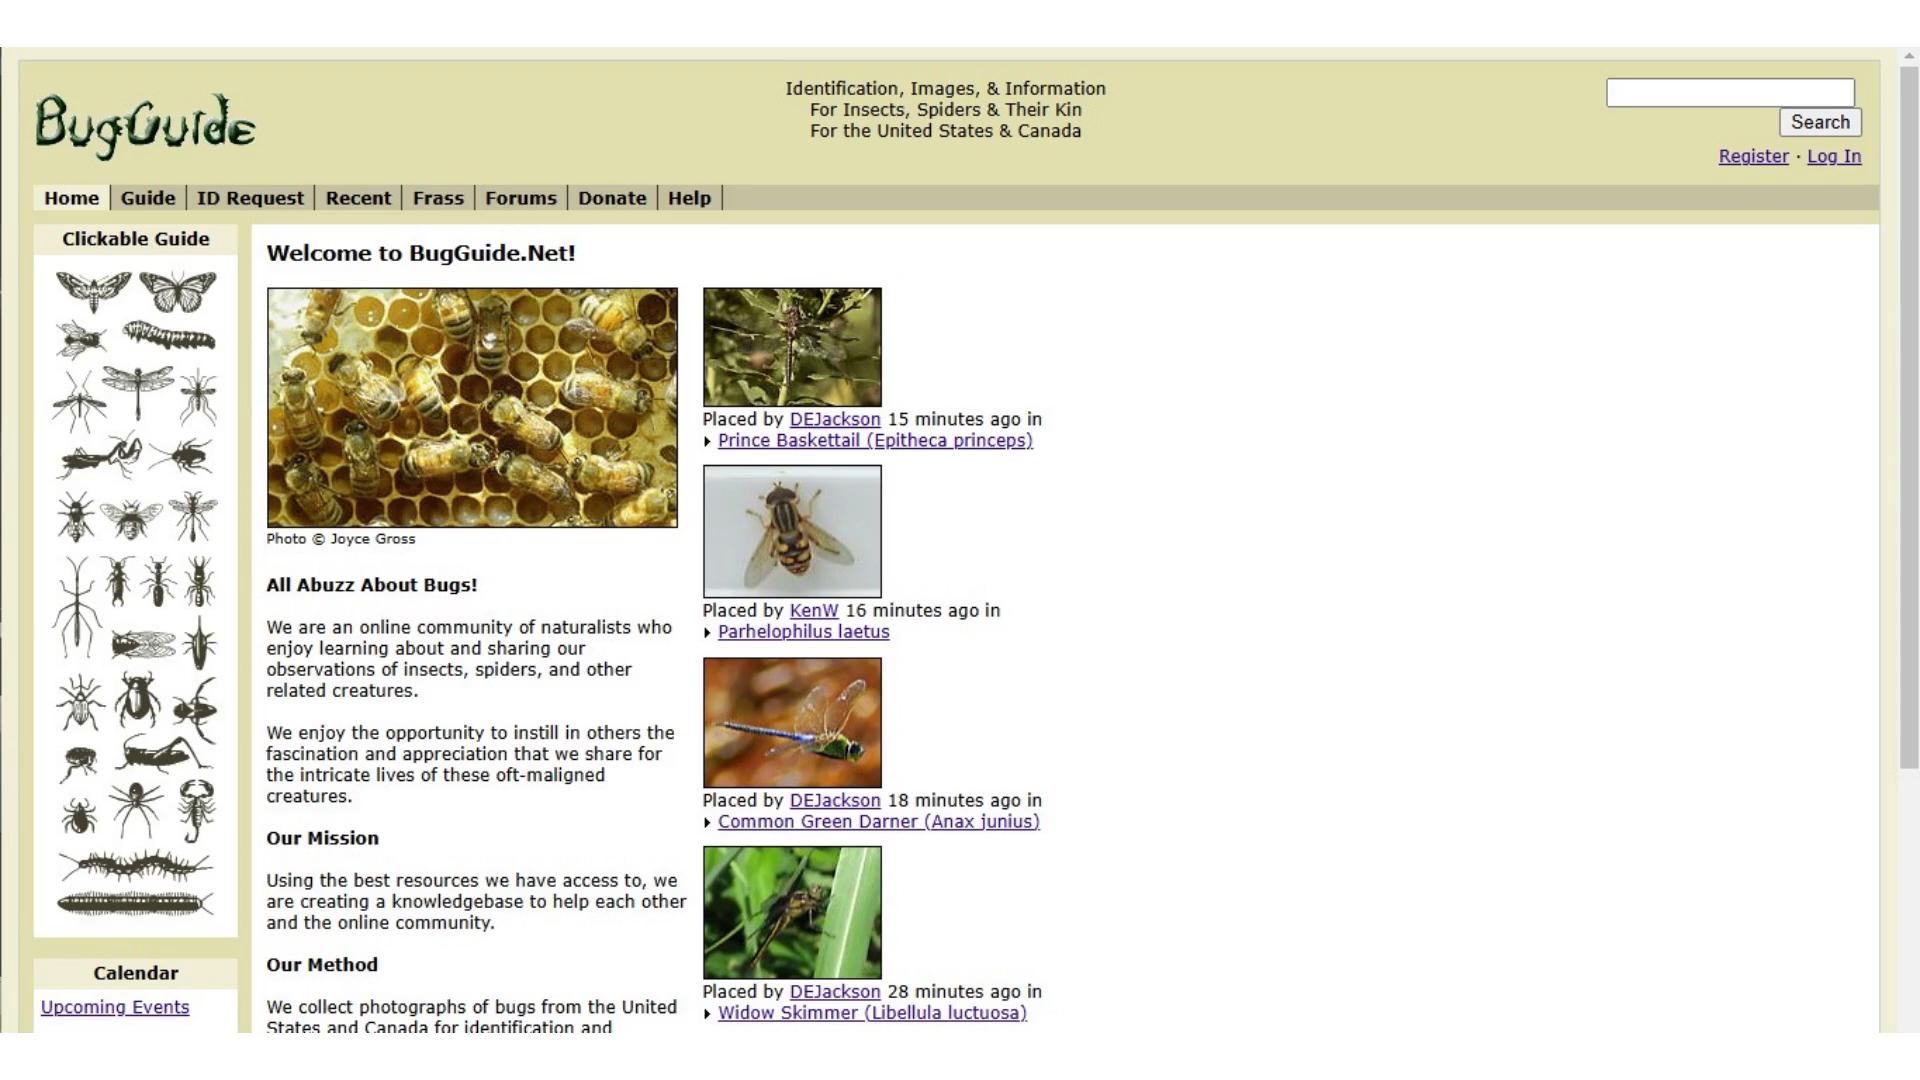 BugGuide
Identification, Images, & Information
For Insects, Spiders & Their Kin
For the United States & Canada
Search
Register · Log In
Home
Guide
ID Request
Recent
Frass
Forums
Donate
Help
Clickable Guide
Calendar
Upcoming Events
Welcome to BugGuide.Net!
Photo © Joyce Gross
All Abuzz About Bugs!
We are an online community of naturalists who
enjoy learning about and sharing our
observations of insects, spiders, and other
related creatures.
We enjoy the opportunity to instill in others the
fascination and appreciation that we share for
the intricate lives of these oft-maligned
creatures.
Our Mission
Using the best resources we have access to, we
are creating a knowledgebase to help each other
and the online community.
Our Method
We collect photographs of bugs from the United
States and Canada for identification and
Placed by DEJackson 15 minutes ago in
Prince Baskettail (Epitheca princeps)
Placed by KenW 16 minutes ago in
Parhelophilus laetus
Placed by DEJackson 18 minutes ago in
Common Green Darner (Anax junius)
Placed by DEJackson 28 minutes ago in
Widow Skimmer (Libellula luctuosa)